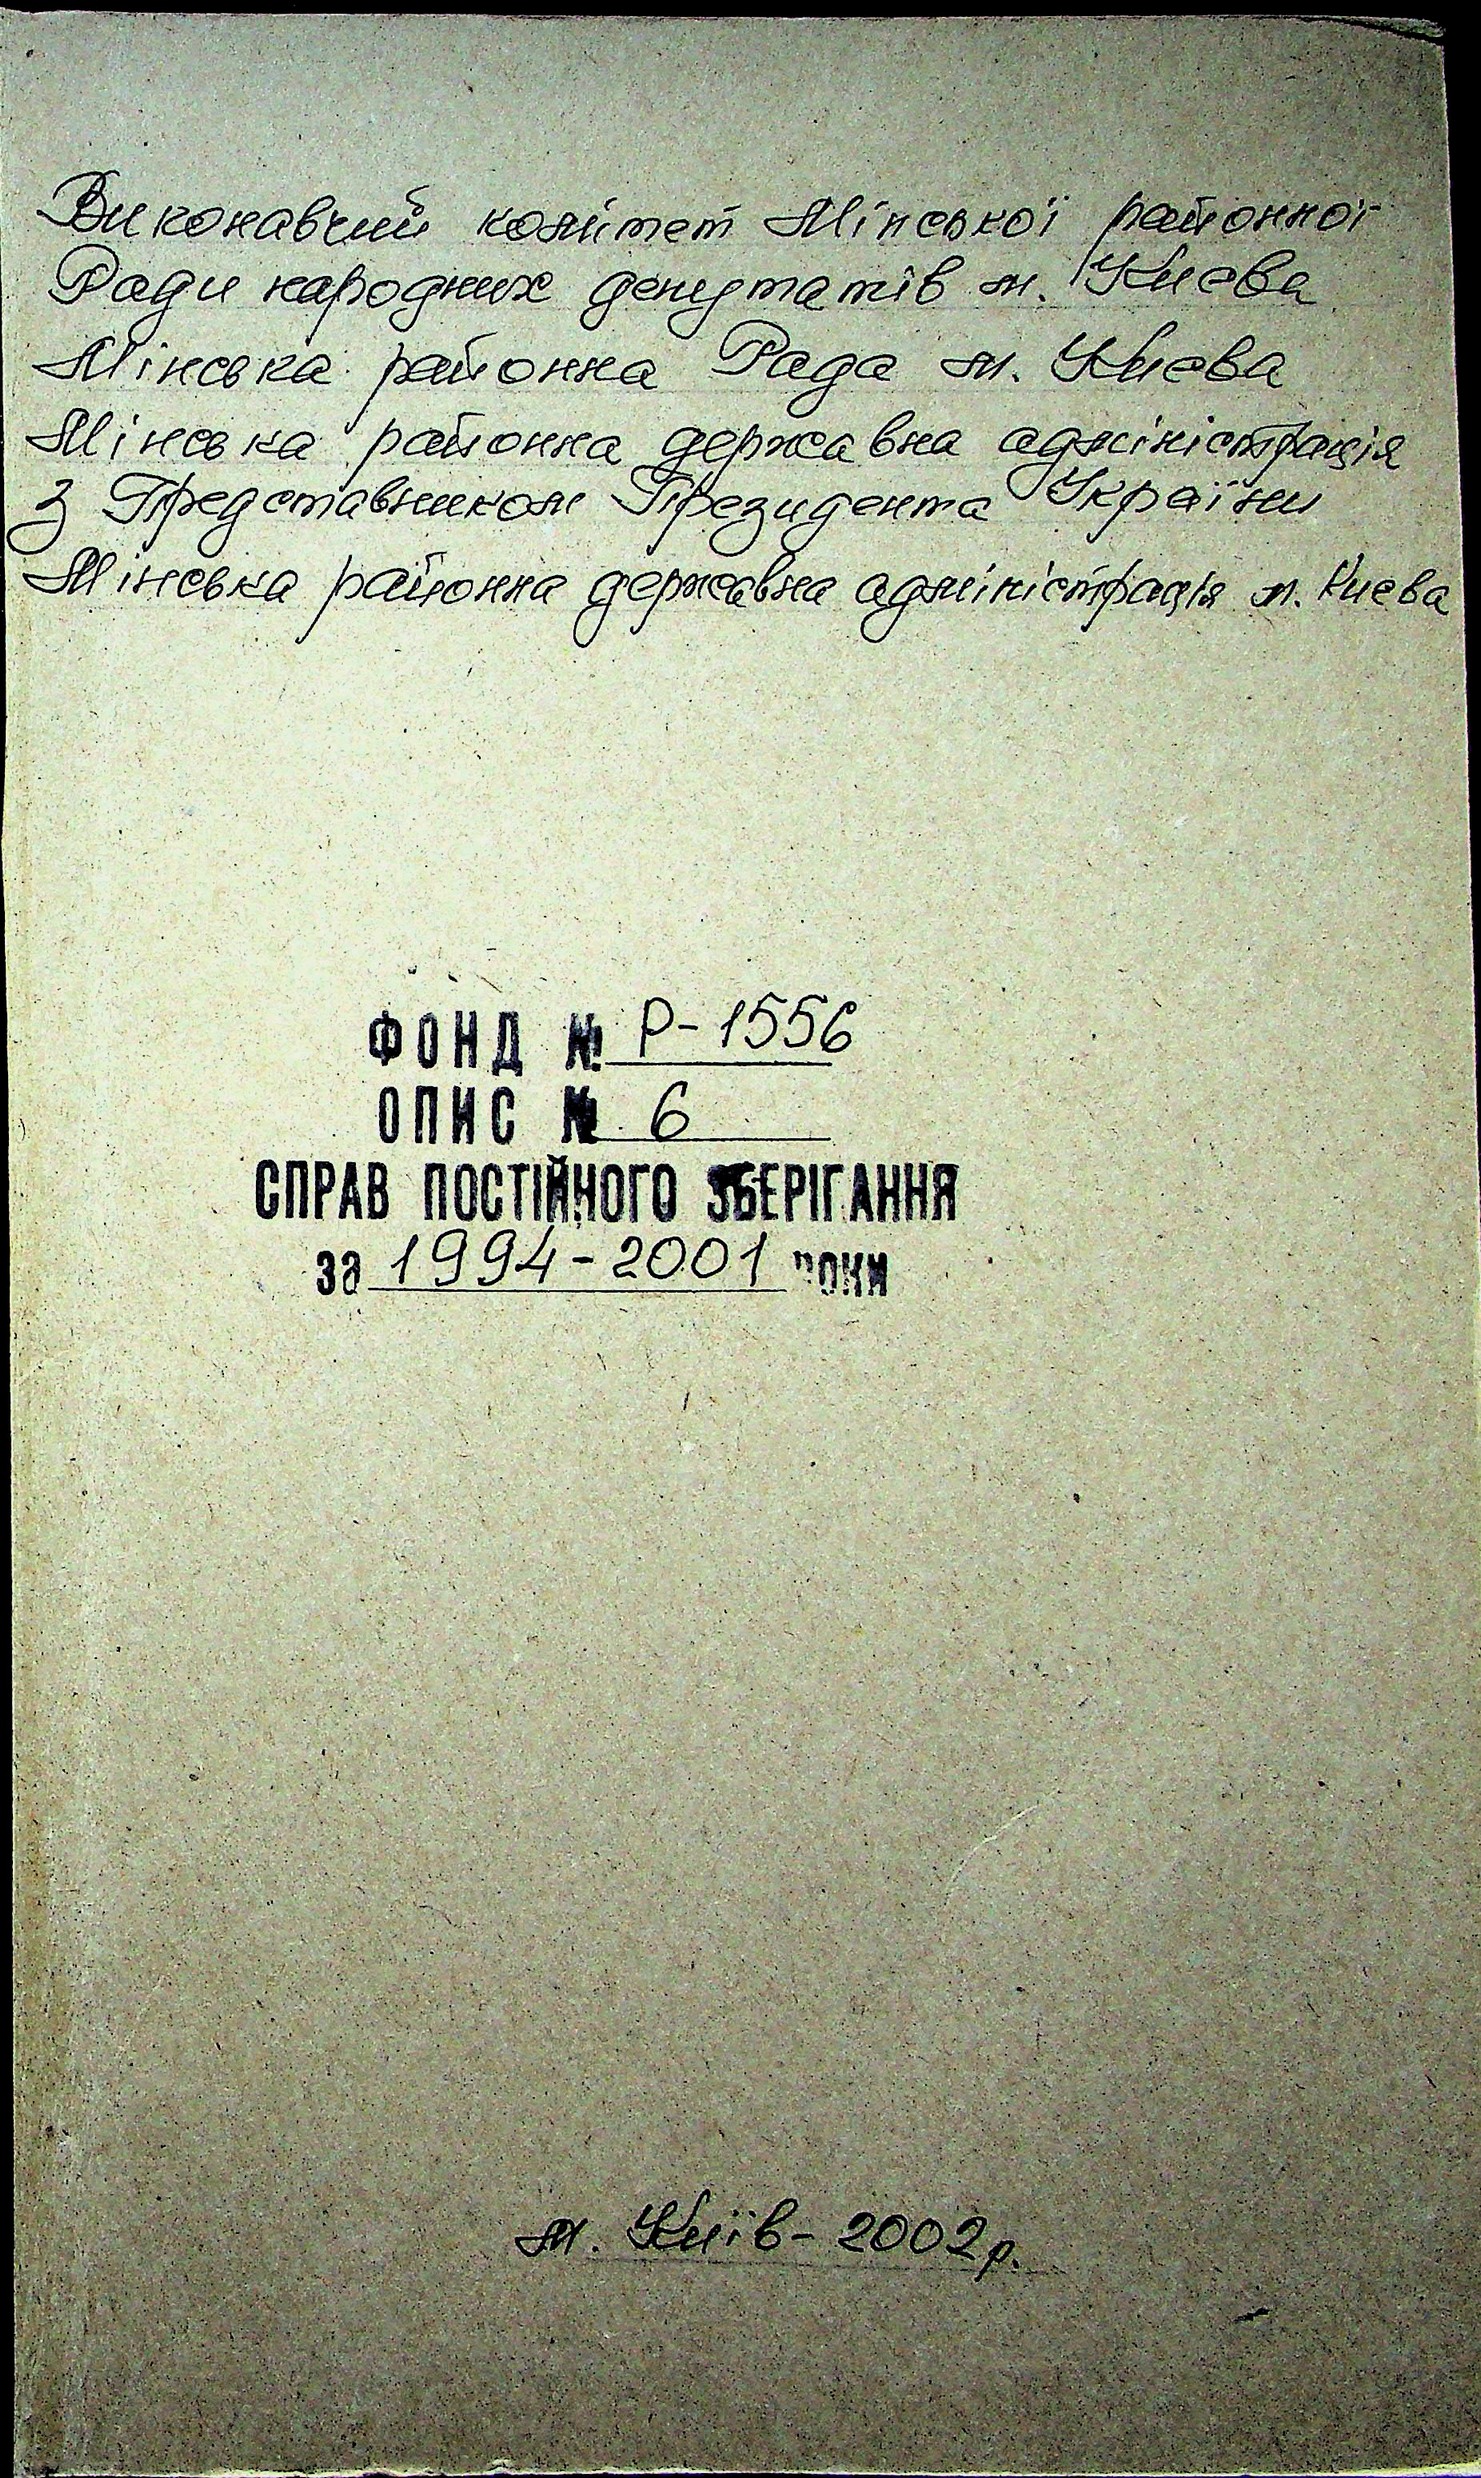 Виконавчий комітет Мінської районної
Ради народних депутатів м. Києва
Мінська районна Рада м. Києва
Мінська районна державна адміністрація
з Представником Президента України
Мінська районна державна адміністрація м. Києва
ФОНД № Р-1556
ОПИС № 6
СПРАВ ПОСТІЙНОГО ЗБЕРІГАННЯ
за 1994-2001 роки
м. Київ - 2002р.